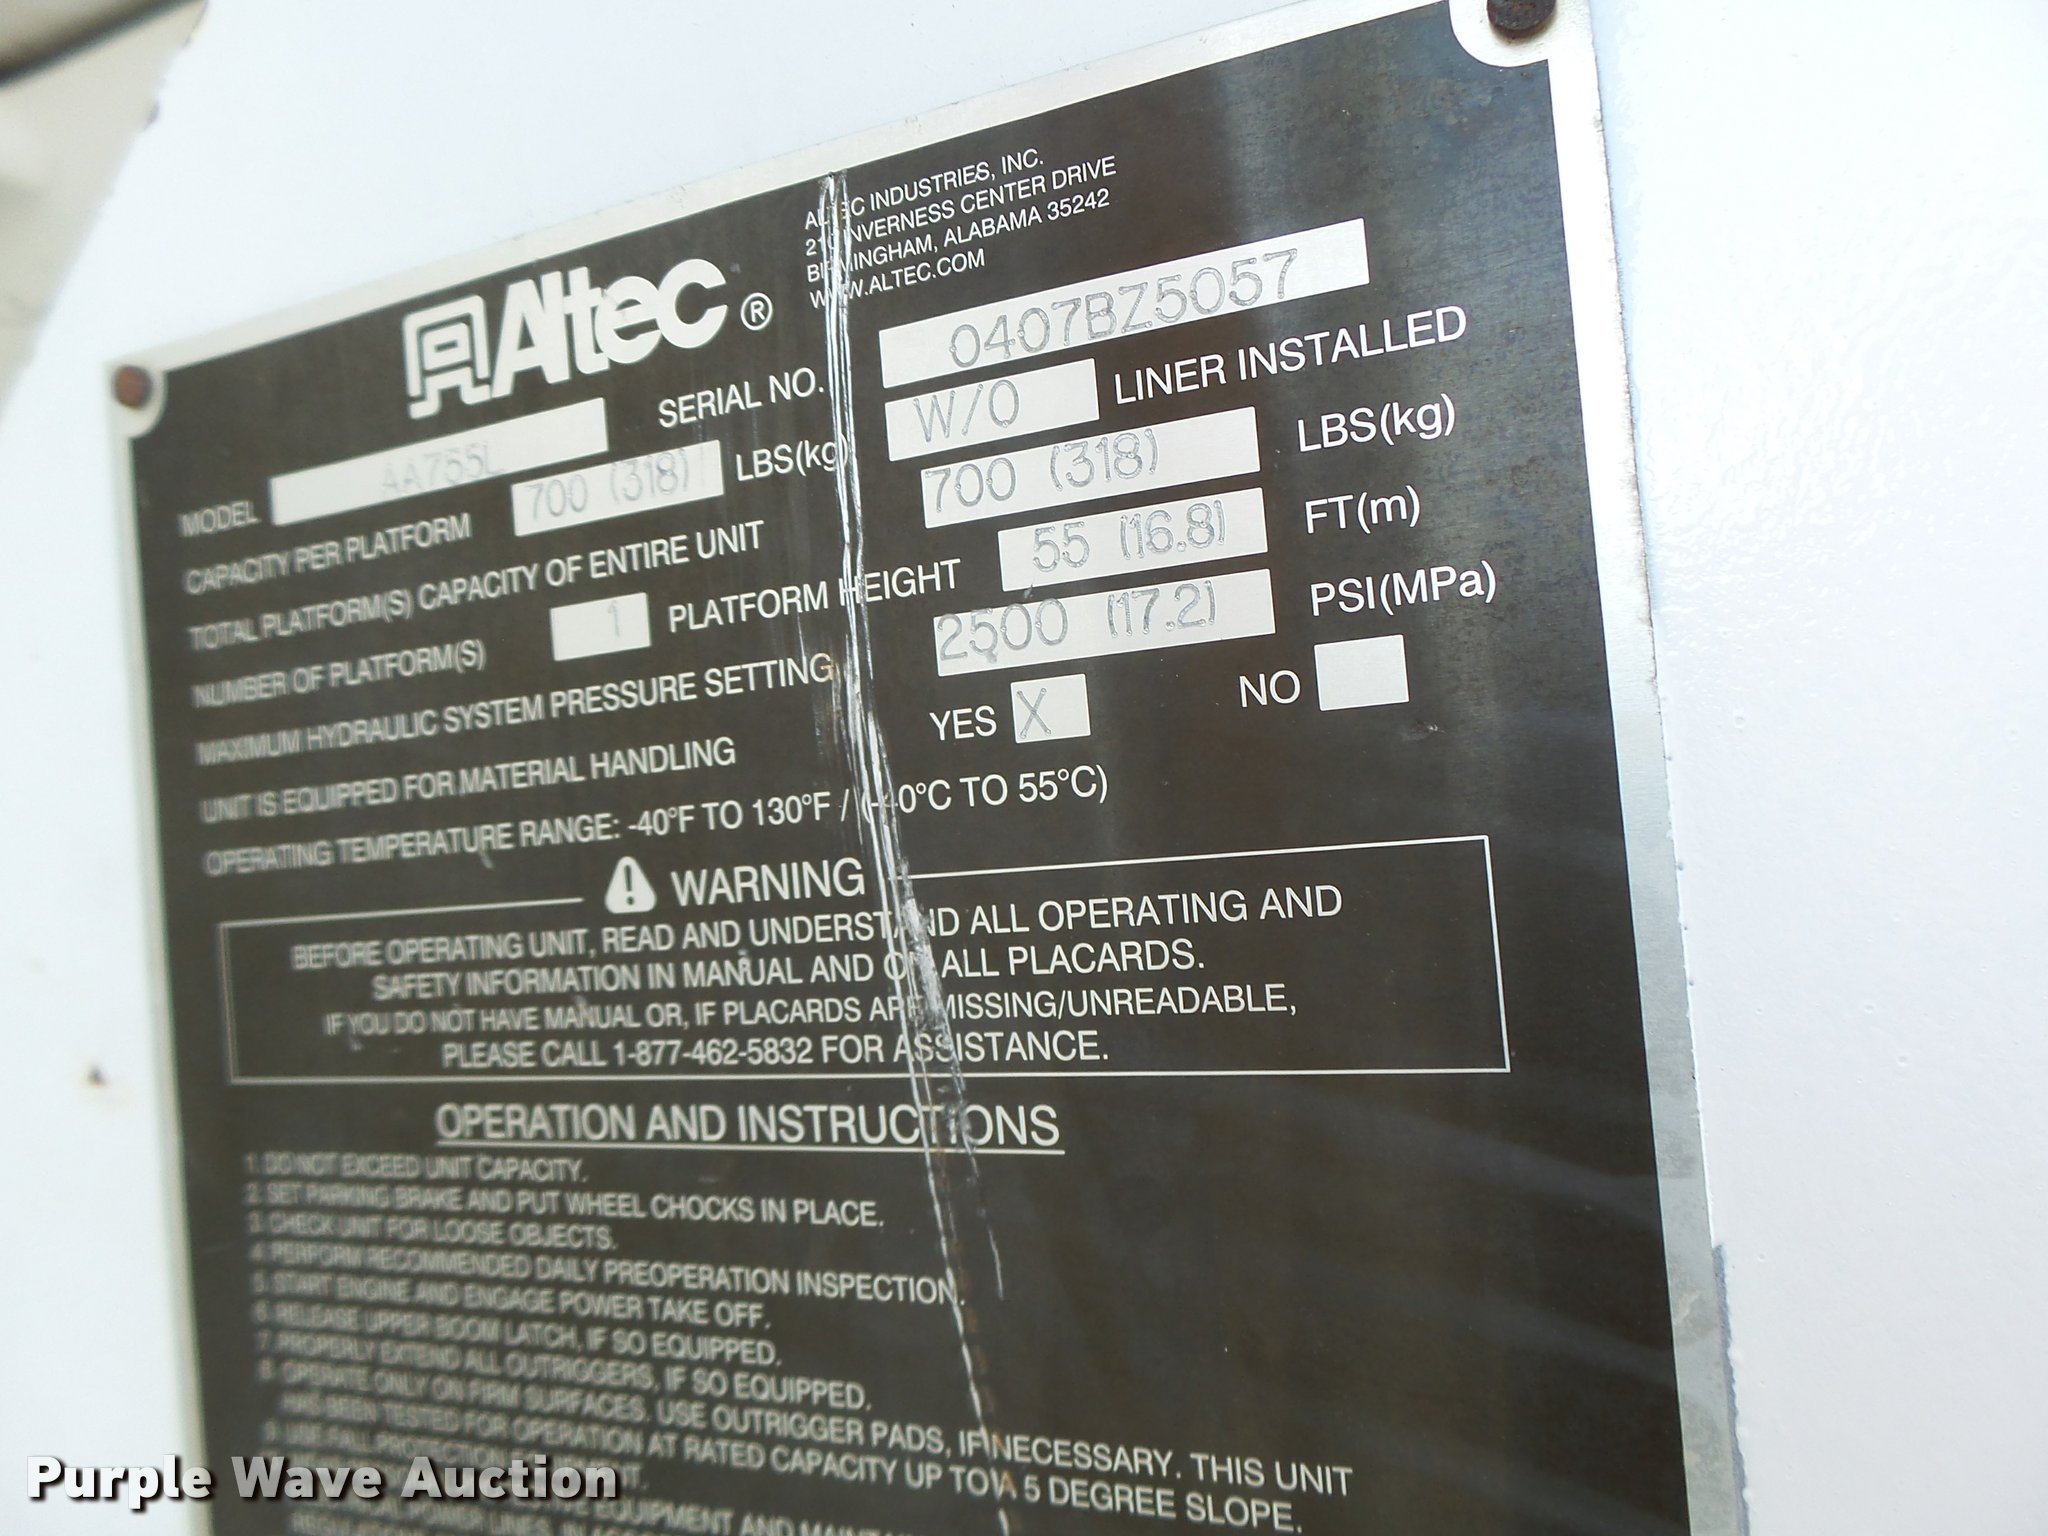 Altec®
ALTEC INDUSTRIES, INC.
210 INVERNESS CENTER DRIVE
BIRMINGHAM, ALABAMA 35242
WWW.ALTEC.COM
MODEL AA755L SERIAL NO. 0407BZ5057
CAPACITY PER PLATFORM 700 (318) LBS(kg) W/O LINER INSTALLED
TOTAL PLATFORM(S) CAPACITY OF ENTIRE UNIT 700 (318) LBS(kg)
NUMBER OF PLATFORM(S) 1 PLATFORM HEIGHT 55 (16.8) FT(m)
MAXIMUM HYDRAULIC SYSTEM PRESSURE SETTING 2500 (17.2) PSI(MPa)
UNIT IS EQUIPPED FOR MATERIAL HANDLING YES X NO
OPERATING TEMPERATURE RANGE: -40°F TO 130°F / (-40°C TO 55°C)
WARNING
BEFORE OPERATING UNIT, READ AND UNDERSTAND ALL OPERATING AND
SAFETY INFORMATION IN MANUAL AND ON ALL PLACARDS.
IF YOU DO NOT HAVE MANUAL OR, IF PLACARDS ARE MISSING/UNREADABLE,
PLEASE CALL 1-877-462-5832 FOR ASSISTANCE.
OPERATION AND INSTRUCTIONS
1. DO NOT EXCEED UNIT CAPACITY.
2. SET PARKING BRAKE AND PUT WHEEL CHOCKS IN PLACE.
3. CHECK UNIT FOR LOOSE OBJECTS.
4. PERFORM RECOMMENDED DAILY PREOPERATION INSPECTION.
5. START ENGINE AND ENGAGE POWER TAKE OFF.
6. RELEASE UPPER BOOM LATCH, IF SO EQUIPPED.
7. PROPERLY EXTEND ALL OUTRIGGERS, IF SO EQUIPPED.
8. OPERATE ONLY ON FIRM SURFACES. USE OUTRIGGER PADS, IF NECESSARY. THIS UNIT
HAS BEEN TESTED FOR OPERATION AT RATED CAPACITY UP TO A 5 DEGREE SLOPE.
9. USE FALL PROTECTION
EQUIPMENT AND
POWER LINES, IN
Purple Wave Auction